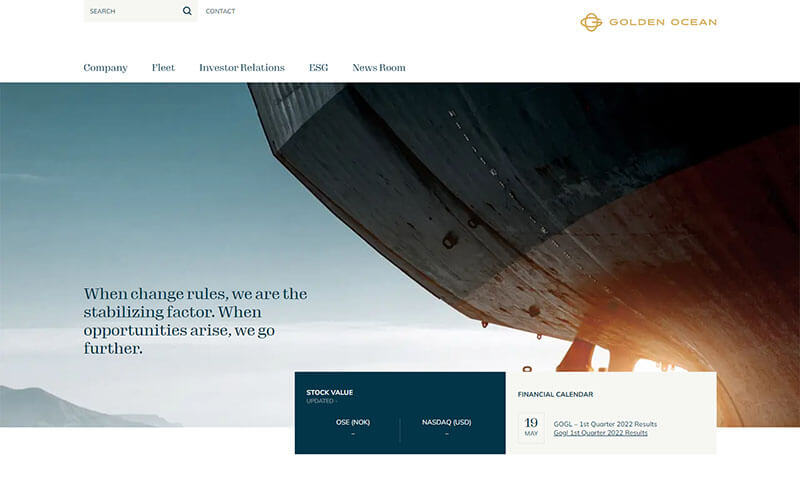 SEARCH
CONTACT
GOLDEN OCEAN
Company Fleet Investor Relations ESG News Room
When change rules, we are the
stabilizing factor. When
opportunities arise, we go
further.
STOCK VALUE
UPDATED -
OSE (NOK) NASDAQ (USD)
– –
FINANCIAL CALENDAR
19
MAY
GOGL – 1st Quarter 2022 Results
Gogl 1st Quarter 2022 Results